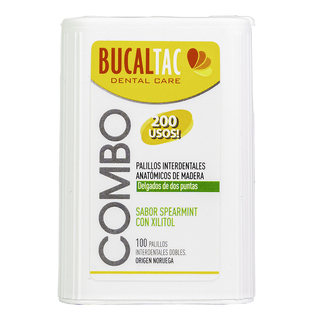 BUCALTAC
DENTAL CARE
200
USOS!
COMBO
PALILLOS INTERDENTALES
ANATÓMICOS DE MADERA
Delgados de dos puntas
SABOR SPEARMINT
CON XILITOL
100 PALILLOS
INTERDENTALES DOBLES.
ORIGEN NORUEGA